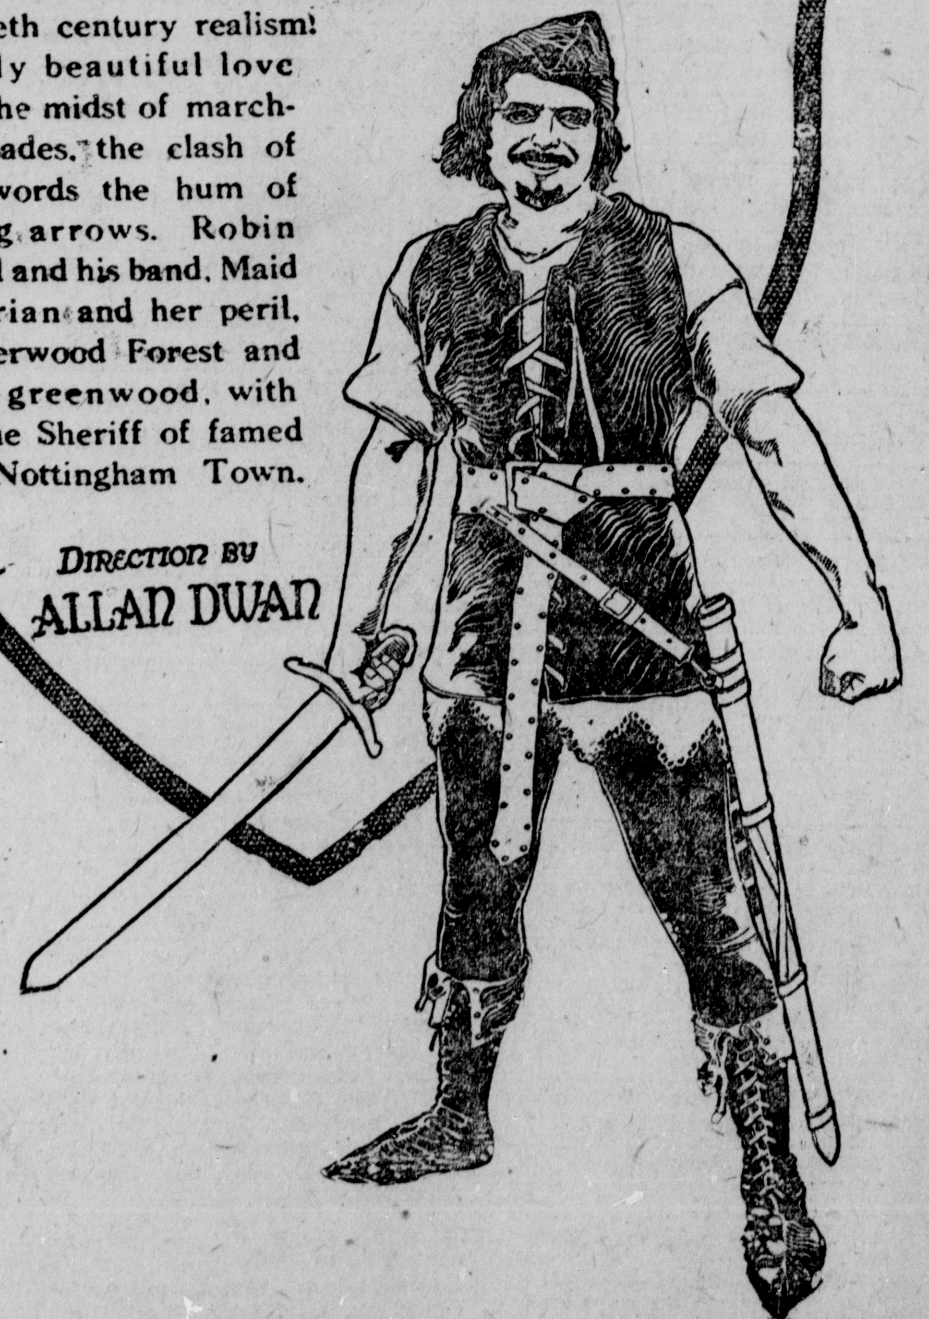 eth century realism!
ly beautiful love
he midst of march-
ades, the clash of
words the hum of
g arrows. Robin
l and his band, Maid
rian and her peril,
erwood Forest and
greenwood, with
e Sheriff of famed
Nottingham Town.
DIRECTION BY
ALLAN DWAN